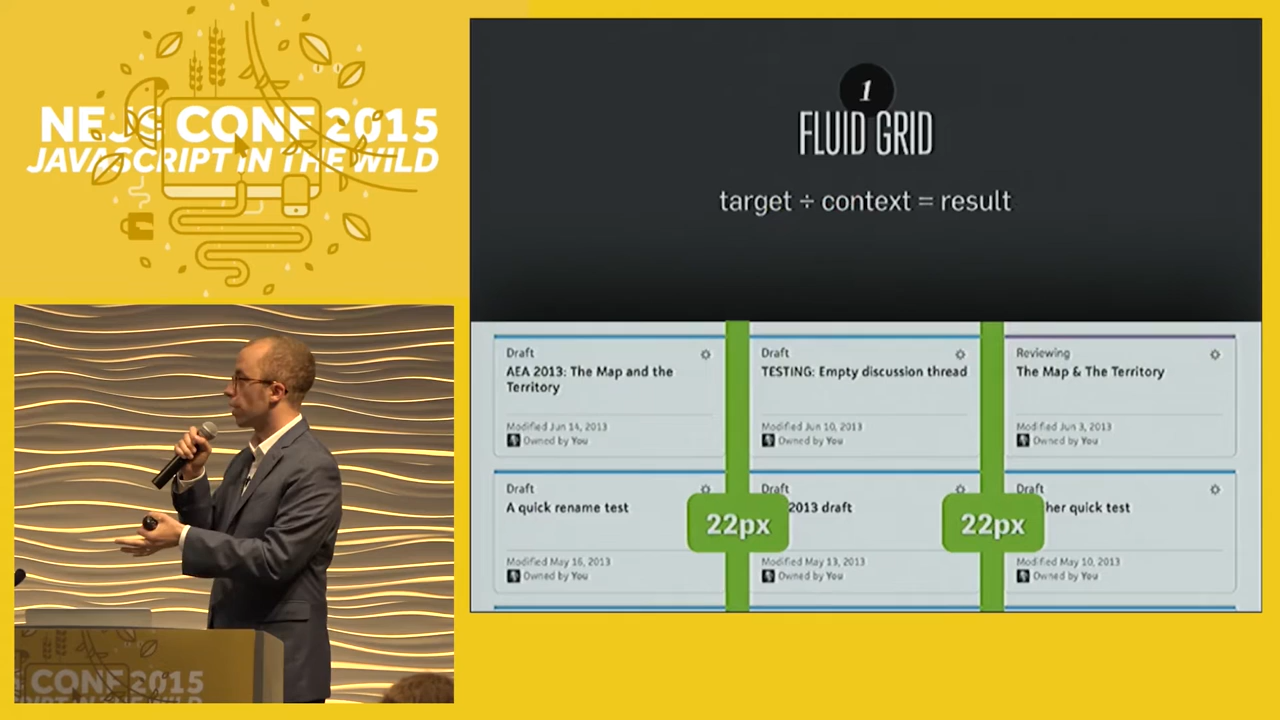 NEJS CONF 2015
JAVASCRIPT IN THE WILD
1
FLUID GRID
target ÷ context = result
Draft
AEA 2013: The Map and the
Territory
Modified Jun 14, 2013
Owned by You
Draft
TESTING: Empty discussion thread
Modified Jun 10, 2013
Owned by You
Reviewing
The Map & The Territory
Modified Jun 3, 2013
Owned by You
Draft
A quick rename test
Modified May 16, 2013
Owned by You
22px
Draft
2013 draft
Modified May 13, 2013
Owned by You
22px
Draft
her quick test
Modified May 10, 2013
Owned by You
CONF 2015